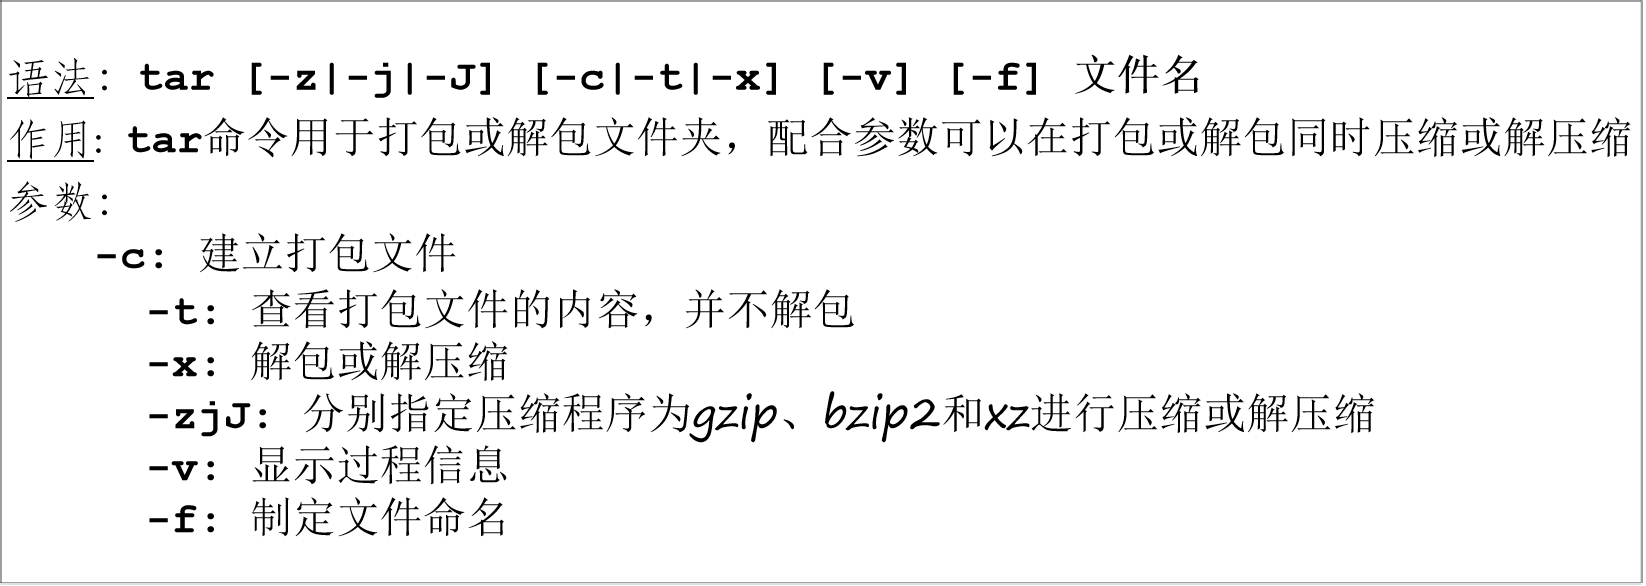 语法: tar [-z|-j|-J] [-c|-t|-x] [-v] [-f] 文件名
作用: tar命令用于打包或解包文件夹，配合参数可以在打包或解包同时压缩或解压缩
参数:
-c: 建立打包文件
-t: 查看打包文件的内容，并不解包
-x: 解包或解压缩
-zjJ: 分别指定压缩程序为gzip、bzip2和xz进行压缩或解压缩
-v: 显示过程信息
-f: 制定文件命名